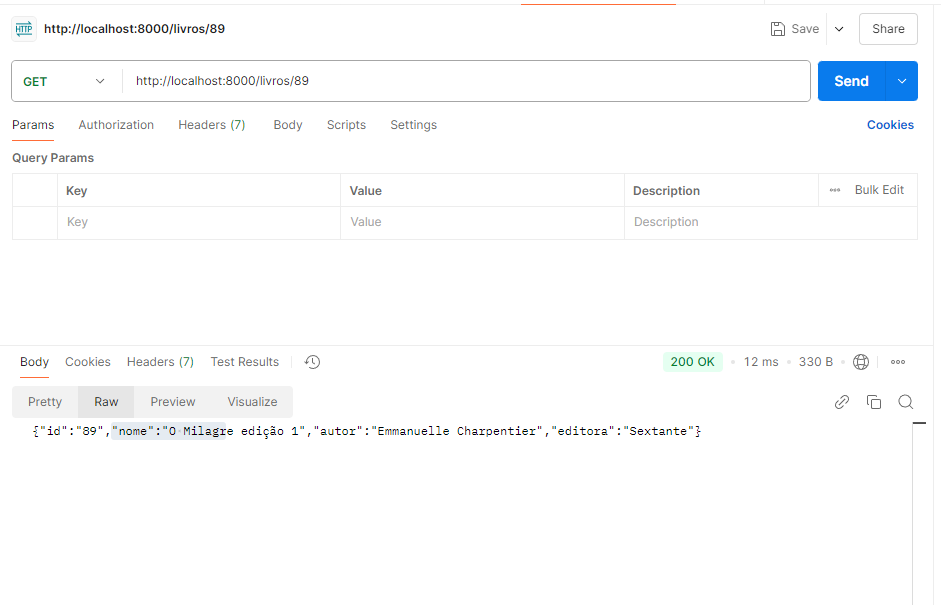 HTTP http://localhost:8000/livros/89 Save Share
GET http://localhost:8000/livros/89 Send
Params Authorization Headers (7) Body Scripts Settings Cookies
Query Params
Key Value Description Bulk Edit
Key Value Description
Body Cookies Headers (7) Test Results 200 OK 12 ms 330 B
Pretty Raw Preview Visualize
{"id":"89","nome":"O Milagre edição 1","autor":"Emmanuelle Charpentier","editora":"Sextante"}